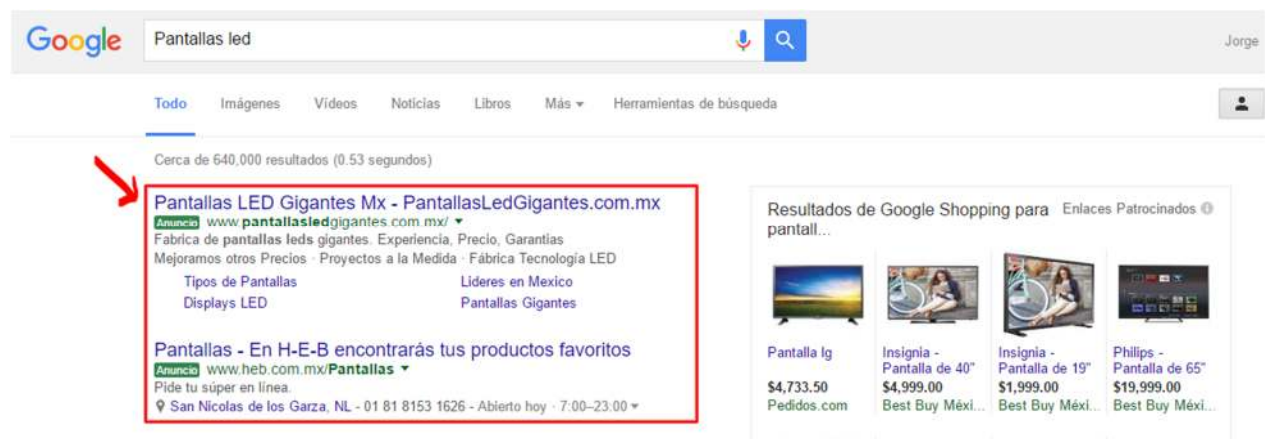 Google
Pantallas led
Jorge
Todo Imágenes Vídeos Noticias Libros Más Herramientas de búsqueda
Cerca de 640,000 resultados (0.53 segundos)
Pantallas LED Gigantes Mx - PantallasLedGigantes.com.mx
Anuncio www.pantallasledgigantes.com.mx/
Fabrica de pantallas leds gigantes. Experiencia, Precio, Garantias
Mejoramos otros Precios · Proyectos a la Medida · Fábrica Tecnología LED
Tipos de Pantallas Lideres en Mexico
Displays LED Pantallas Gigantes
Pantallas - En H-E-B encontrarás tus productos favoritos
Anuncio www.heb.com.mx/Pantallas
Pide tu súper en línea.
San Nicolas de los Garza, NL - 01 81 8153 1626 - Abierto hoy · 7:00–23:00
Resultados de Google Shopping para Enlaces Patrocinados
pantall...
Pantalla lg
$4,733.50
Pedidos.com
Insignia -
Pantalla de 40"
$4,999.00
Best Buy Méxi...
Insignia -
Pantalla de 19"
$1,999.00
Best Buy Méxi...
Philips -
Pantalla de 65"
$19,999.00
Best Buy Méxi...